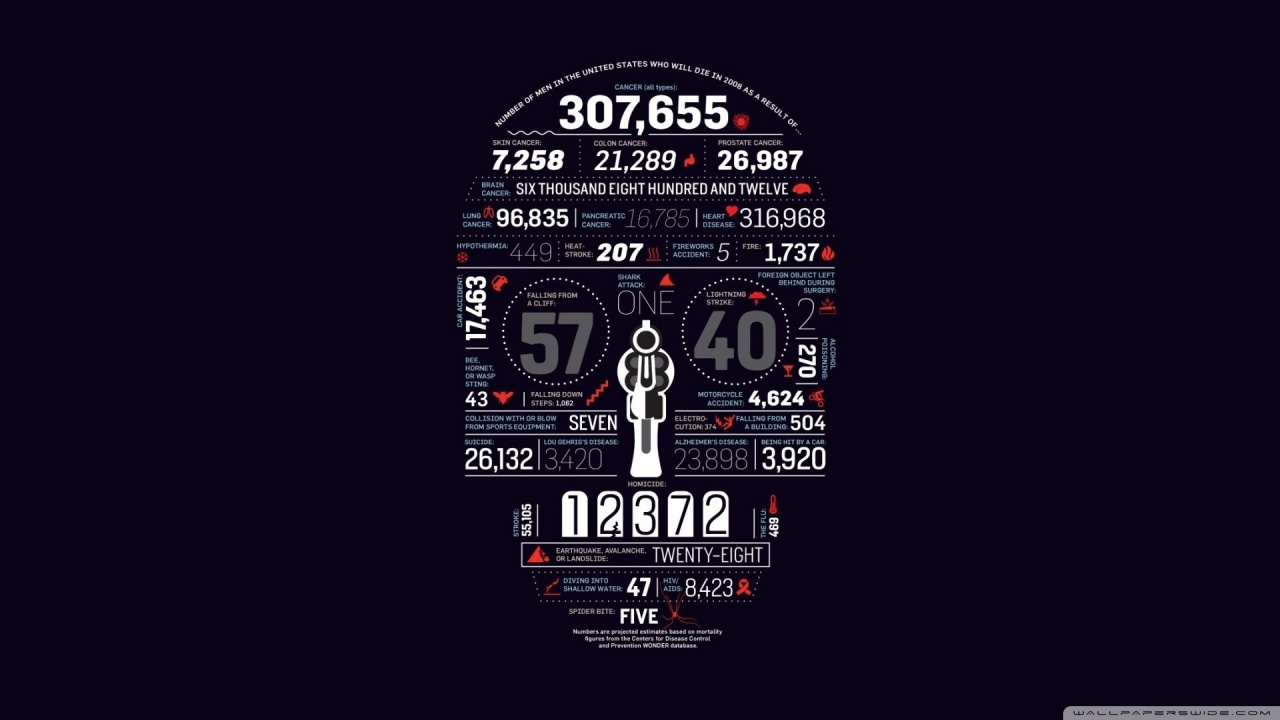 NUMBER OF MEN IN THE UNITED STATES WHO WILL DIE IN 2008 AS A RESULT OF...
CANCER (all types):
307,655
SKIN CANCER:
7,258
COLON CANCER:
21,289
PROSTATE CANCER:
26,987
BRAIN
CANCER:
SIX THOUSAND EIGHT HUNDRED AND TWELVE
LUNG
CANCER:
96,835
PANCREATIC
CANCER:
16,785
HEART
DISEASE:
316,968
HYPOTHERMIA:
449
HEAT-
STROKE:
207
FIREWORKS
ACCIDENT:
5
FIRE:
1,737
CAR ACCIDENT:
17,463
FALLING FROM
A CLIFF:
57
SHARK
ATTACK:
ONE
LIGHTNING
STRIKE:
40
FOREIGN OBJECT LEFT
BEHIND DURING
SURGERY:
2
ALCOHOL
POISONING:
270
BEE,
HORNET,
OR WASP
STING:
43
FALLING DOWN
STEPS: 1,062
MOTORCYCLE
ACCIDENT:
4,624
COLLISION WITH OR BLOW
FROM SPORTS EQUIPMENT:
SEVEN
ELECTRO-
CUTION: 374
FALLING FROM
A BUILDING:
504
SUICIDE:
26,132
LOU GEHRIG'S DISEASE:
3,420
ALZHEIMER'S DISEASE:
23,898
BEING HIT BY A CAR:
3,920
HOMICIDE:
12372
STROKE:
55,105
THE FLU:
469
EARTHQUAKE, AVALANCHE,
OR LANDSLIDE:
TWENTY-EIGHT
DIVING INTO
SHALLOW WATER:
47
HIV/
AIDS:
8,423
SPIDER BITE:
FIVE
Numbers are projected estimates based on mortality
figures from the Centers for Disease Control
and Prevention WONDER database.
WALLPAPERSWIDE.COM